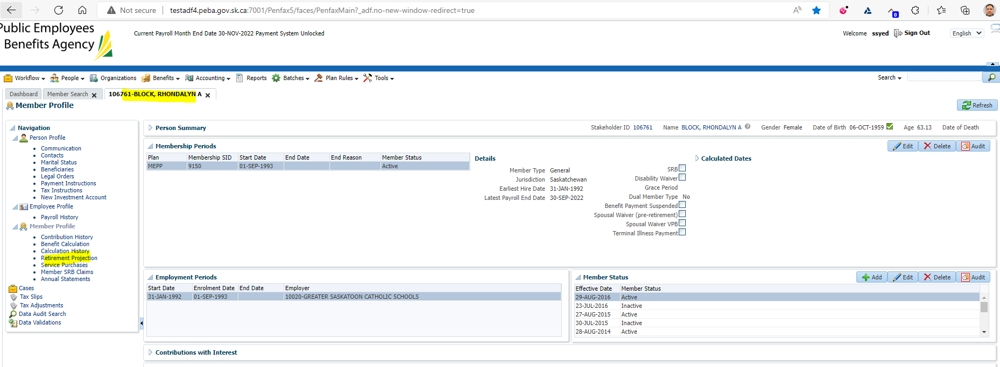 Not secure | testadf4.peba.gov.sk.ca:7001/Penfax5/faces/PenfaxMain?_adf.no-new-window-redirect=true
0
Public Employees
Benefits Agency
Current Payroll Month End Date 30-NOV-2022 Payment System Unlocked
Welcome ssyed Sign Out English
Workflow People Organizations Benefits Accounting Reports Batches Plan Rules Tools Search
Dashboard Member Search 106761-BLOCK, RHONDALYN A
Member Profile Refresh
Navigation
Person Profile
Communication
Contacts
Marital Status
Beneficiaries
Legal Orders
Payment Instructions
Tax Instructions
New Investment Account
Employee Profile
Payroll History
Member Profile
Contribution History
Benefit Calculation
Calculation History
Retirement Projection
Service Purchases
Member SRB Claims
Annual Statements
Cases
Tax Slips
Tax Adjustments
Data Audit Search
Data Validations
Person Summary Stakeholder ID 106761 Name BLOCK, RHONDALYN A Gender Female Date of Birth 06-OCT-1959 Age 63.13 Date of Death
Membership Periods Edit Delete Audit
Plan Membership SID Start Date End Date End Reason Member Status
MEPP 9150 01-SEP-1993 Active
Details
Member Type General
Jurisdiction Saskatchewan
Earliest Hire Date 31-JAN-1992
Latest Payroll End Date 30-SEP-2022
SRB
Disability Waiver
Grace Period
Dual Member Type No
Benefit Payment Suspended
Spousal Waiver (pre-retirement)
Spousal Waiver VPB
Terminal Illness Payment
Calculated Dates
Employment Periods
Start Date Enrolment Date End Date Employer
31-JAN-1992 01-SEP-1993 10020-GREATER SASKATOON CATHOLIC SCHOOLS
Member Status Add Edit Delete Audit
Effective Date Member Status
29-AUG-2016 Active
23-JUL-2016 Inactive
27-AUG-2015 Active
30-JUL-2015 Inactive
28-AUG-2014 Active
Contributions with Interest